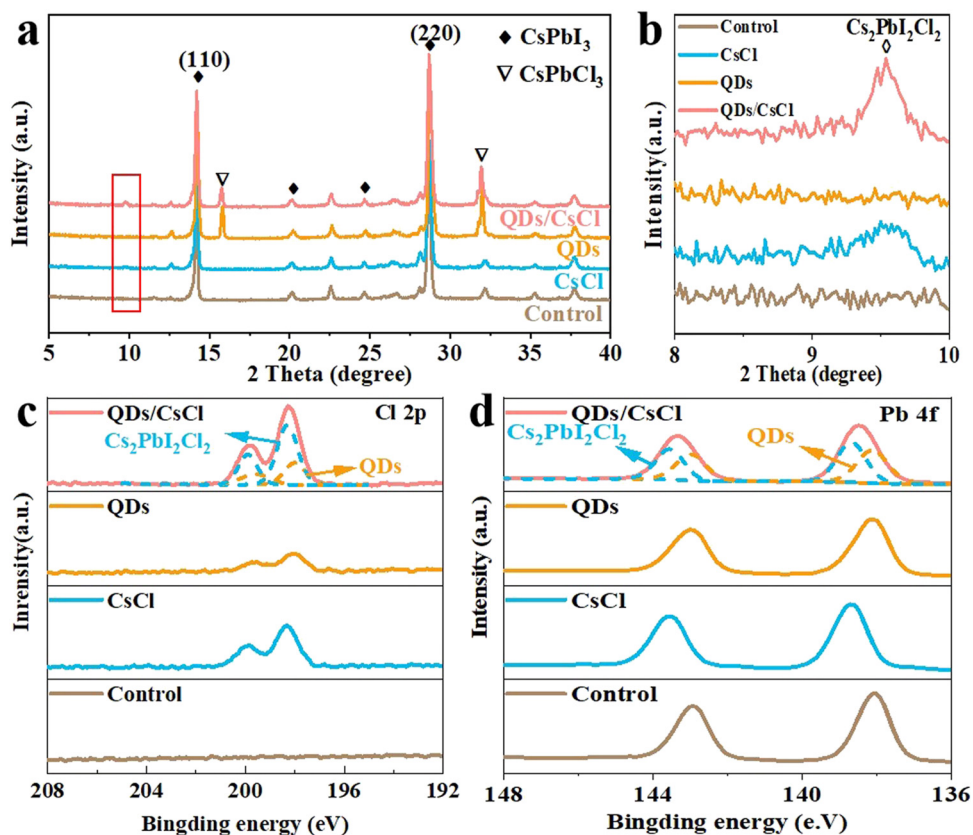 a
(110)
(220)
◆ CsPbI₃
▽ CsPbCl₃
QDs/CsCl
QDs
CsCl
Control
Intensity (a.u.)
5 10 15 20 25 30 35 40
2 Theta (degree)
b
Control
CsCl
QDs
QDs/CsCl
Cs₂PbI₂Cl₂
Intensity(a.u.)
8 9 10
2 Theta (degree)
c
QDs/CsCl
Cl 2p
Cs₂PbI₂Cl₂
QDs
QDs
CsCl
Control
Inrensity(a.u.)
208 204 200 196 192
Bingding energy (eV)
d
QDs/CsCl
Pb 4f
Cs₂PbI₂Cl₂
QDs
QDs
CsCl
Control
Intensity (a.u.)
148 144 140 136
Bingding energy (e.V)